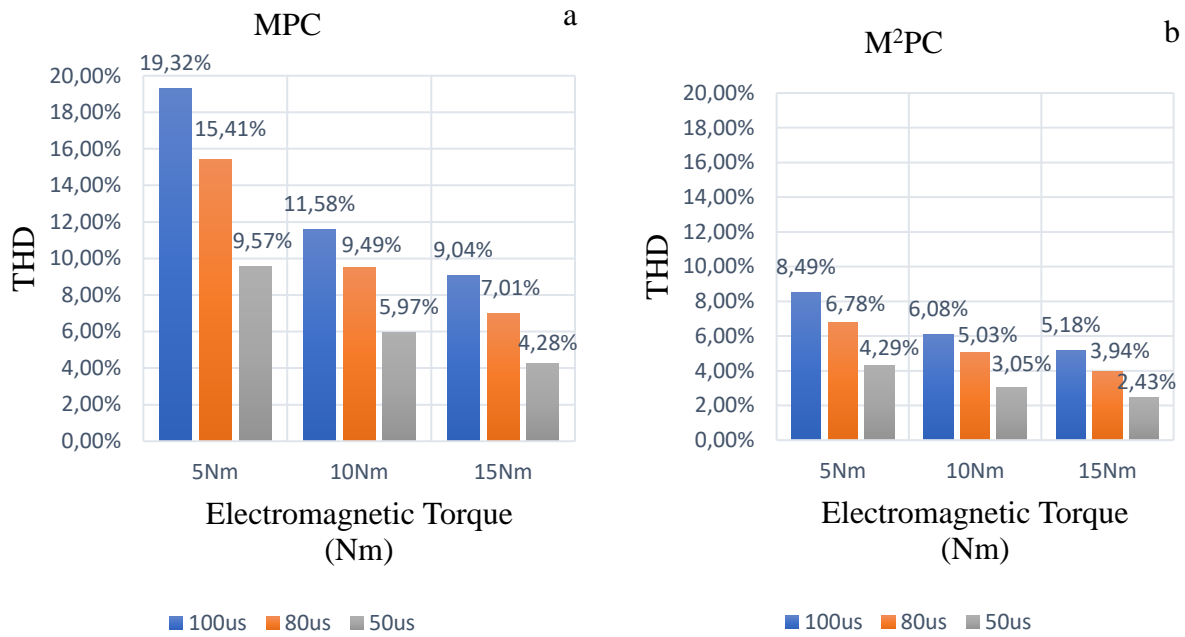 MPC
a
19,32%
20,00%
18,00%
16,00%
14,00%
12,00%
10,00%
8,00%
6,00%
4,00%
2,00%
0,00%
THD
15,41%
9,57%
11,58%
9,49%
5,97%
9,04%
7,01%
4,28%
5Nm
10Nm
15Nm
Electromagnetic Torque
(Nm)
100us
80us
50us
M²PC
b
20,00%
18,00%
16,00%
14,00%
12,00%
10,00%
8,00%
6,00%
4,00%
2,00%
0,00%
THD
8,49%
6,78%
4,29%
6,08%
5,03%
3,05%
5,18%
3,94%
2,43%
5Nm
10Nm
15Nm
Electromagnetic Torque
(Nm)
100us
80us
50us